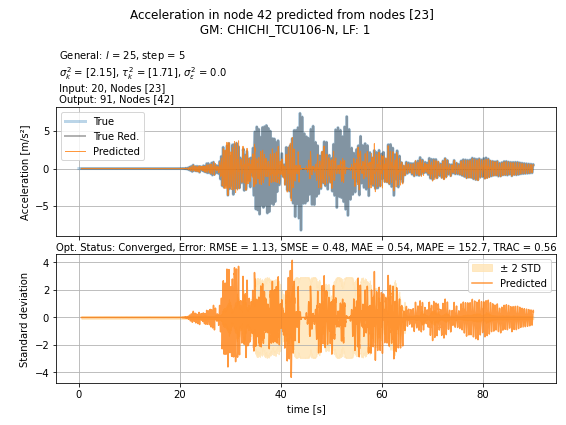 Acceleration in node 42 predicted from nodes [23]
GM: CHICHI_TCU106-N, LF: 1
General: l = 25, step = 5
σ_k² = [2.15], τ_k² = [1.71], σ_ε² = 0.0
Input: 20, Nodes [23]
Output: 91, Nodes [42]
True
True Red.
Predicted
5
0
−5
Acceleration [m/s²]
Opt. Status: Converged, Error: RMSE = 1.13, SMSE = 0.48, MAE = 0.54, MAPE = 152.7, TRAC = 0.56
± 2 STD
Predicted
4
2
0
−2
−4
Standard deviation
0 20 40 60 80
time [s]